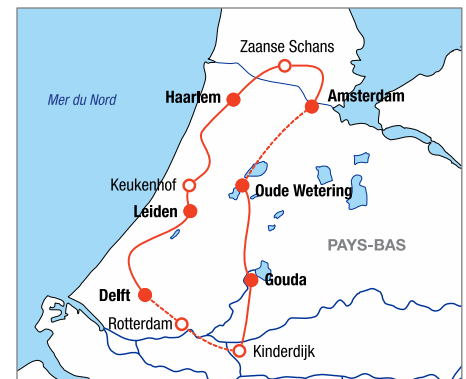 Zaanse Schans
Mer du Nord
Haarlem
Amsterdam
Keukenhof
Oude Wetering
Leiden
PAYS-BAS
Gouda
Delft
Rotterdam
Kinderdijk